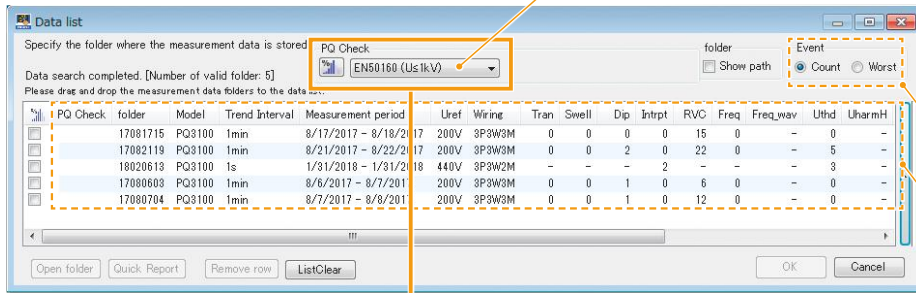 Data list
Specify the folder where the measurement data is stored
PQ Check
EN50160 (U≤1kV)
folder
Show path
Event
Count Worst
Data search completed. [Number of valid folder: 5]
Please drag and drop the measurement data folders to the data list.
PQ Check folder Model Trend Interval Measurement period Uref Wiring Tran Swell Dip Intrpt RVC Freq Freq_wav Uthd UharmH
17081715 PQ3100 1min 8/17/2017 - 8/18/2017 200V 3P3W3M 0 0 0 0 15 0 - 0 -
17082119 PQ3100 1min 8/21/2017 - 8/22/2017 200V 3P3W3M 0 0 2 0 22 0 - 5 -
18020613 PQ3100 1s 1/31/2018 - 1/31/2018 440V 3P3W2M - - - 2 - - - 3 -
17080603 PQ3100 1min 8/6/2017 - 8/7/2017 200V 3P3W3M 0 0 1 0 6 0 - 0 -
17080704 PQ3100 1min 8/7/2017 - 8/8/2017 200V 3P3W3M 0 0 1 0 12 0 - 0 -
Open folder Quick Report Remove row ListClear OK Cancel